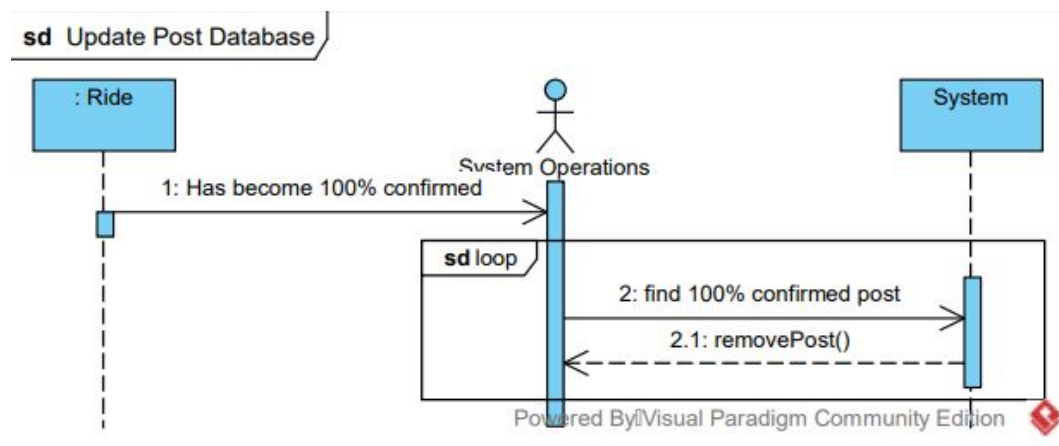 sd Update Post Database
: Ride
System
System Operations
1: Has become 100% confirmed
sd loop
2: find 100% confirmed post
2.1: removePost()
Powered By Visual Paradigm Community Edition